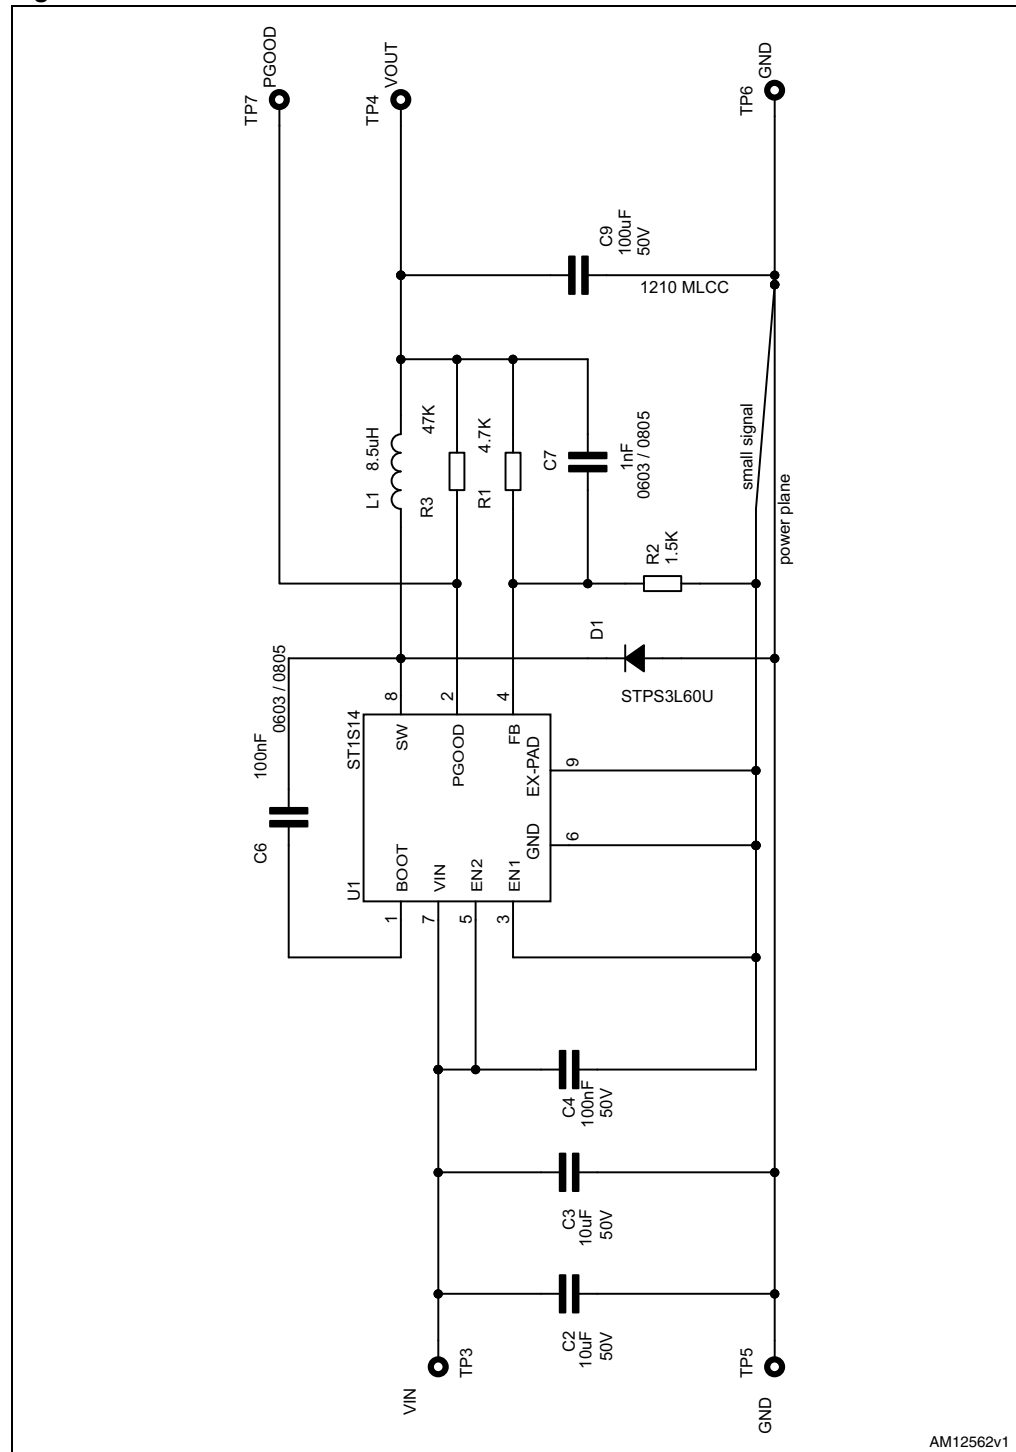 TP7
PGOOD
TP4
VOUT
TP6
GND
C9
100uF
50V
1210 MLCC
L1
8.5uH
R3
47K
R1
4.7K
C7
1nF
0603 / 0805
R2
1.5K
small signal
power plane
D1
STPS3L60U
C6
100nF
0603 / 0805
U1
ST1S14
BOOT
VIN
EN2
EN1
SW
PGOOD
FB
GND
EX-PAD
1
7
5
3
8
2
4
6
9
C4
100nF
50V
C3
10uF
50V
C2
10uF
50V
VIN
TP3
TP5
GND
AM12562v1